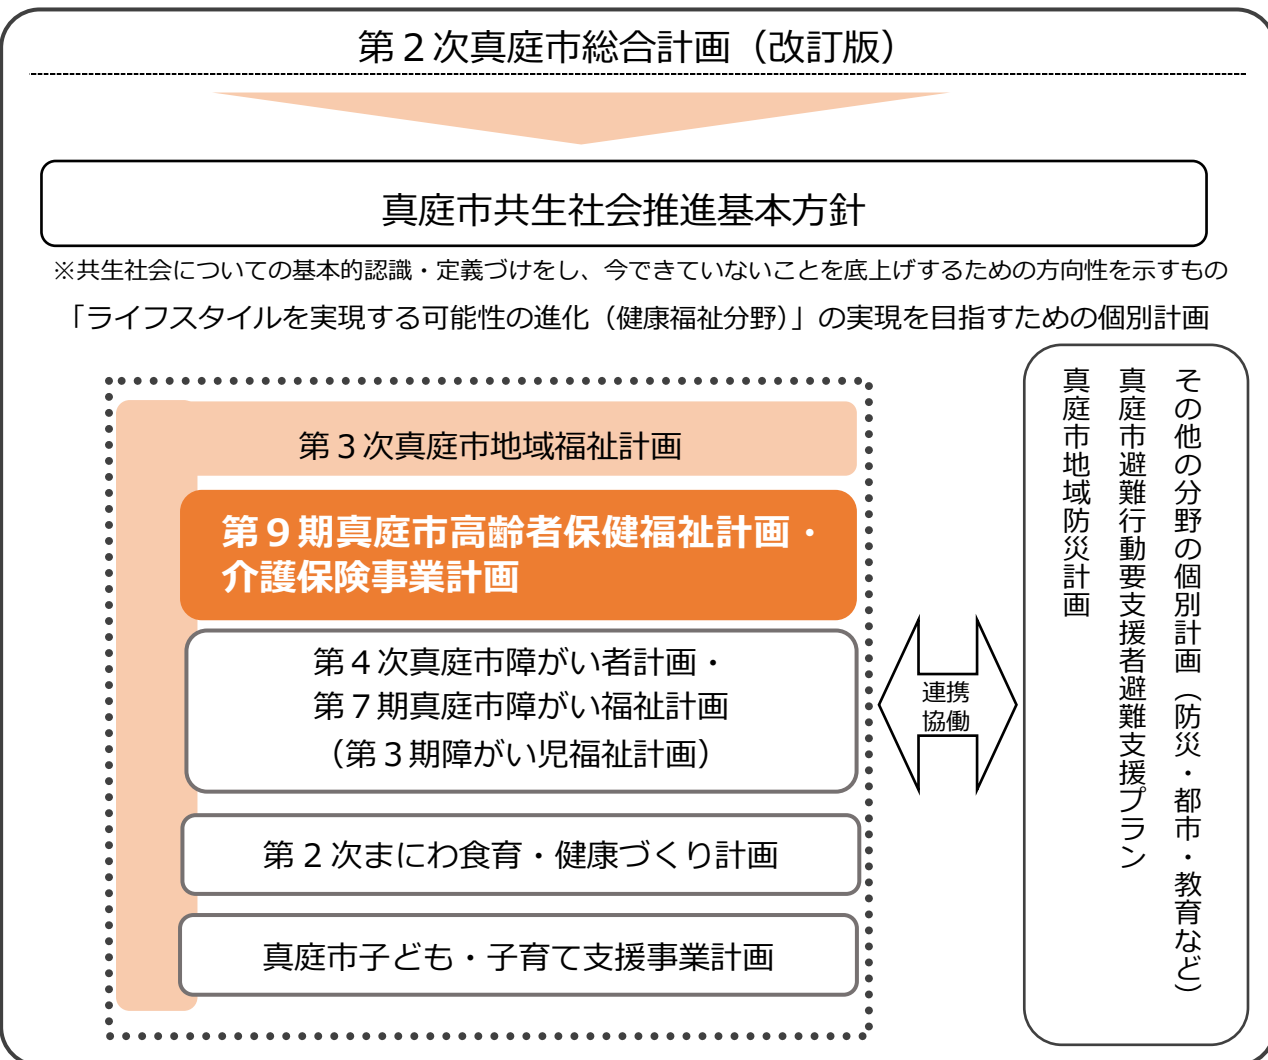 第２次真庭市総合計画（改訂版）
真庭市共生社会推進基本方針
※共生社会についての基本的認識・定義づけをし、今できていないことを底上げするための方向性を示すもの
「ライフスタイルを実現する可能性の進化（健康福祉分野）」の実現を目指すための個別計画
第３次真庭市地域福祉計画
第９期真庭市高齢者保健福祉計画・
介護保険事業計画
第４次真庭市障がい者計画・
第７期真庭市障がい福祉計画
（第３期障がい児福祉計画）
第２次まにわ食育・健康づくり計画
真庭市子ども・子育て支援事業計画
連携
協働
その他の分野の個別計画（防災・都市・教育など）
真庭市避難行動要支援者避難支援プラン
真庭市地域防災計画